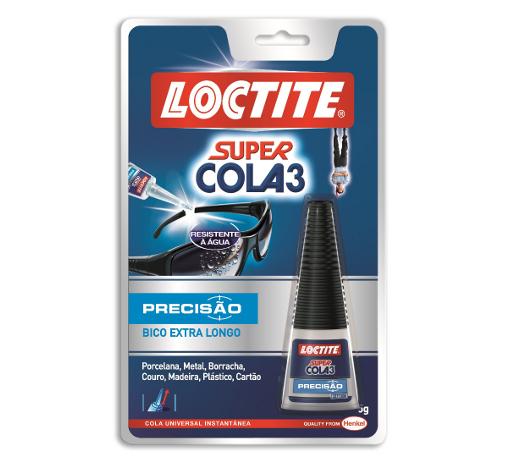 LOCTITE®
SUPER
COLA3
RESISTENTE
À ÁGUA
PRECISÃO
BICO EXTRA LONGO
Porcelana, Metal, Borracha,
Couro, Madeira, Plástico, Cartão
LOCTITE
SUPER
COLA3
PRECISÃO
5g
COLA UNIVERSAL INSTANTÂNEA
QUALITY FROM
Henkel